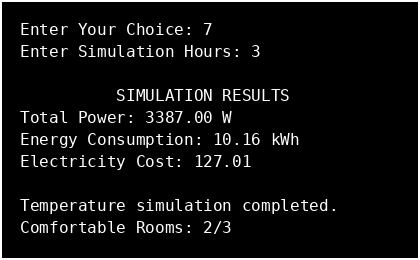 Enter Your Choice: 7
Enter Simulation Hours: 3
SIMULATION RESULTS
Total Power: 3387.00 W
Energy Consumption: 10.16 kWh
Electricity Cost: 127.01
Temperature simulation completed.
Comfortable Rooms: 2/3